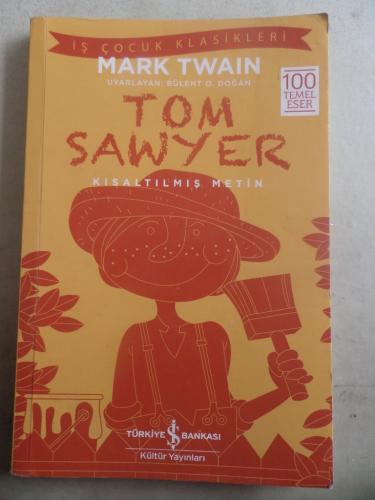 İŞ ÇOCUK KLASİKLERİ
MARK TWAIN
UYARLAYAN: BÜLENT O. DOĞAN
100
TEMEL
ESER
TOM
SAWYER
KISALTILMIŞ METİN
TÜRKİYE İŞ BANKASI
Kültür Yayınları